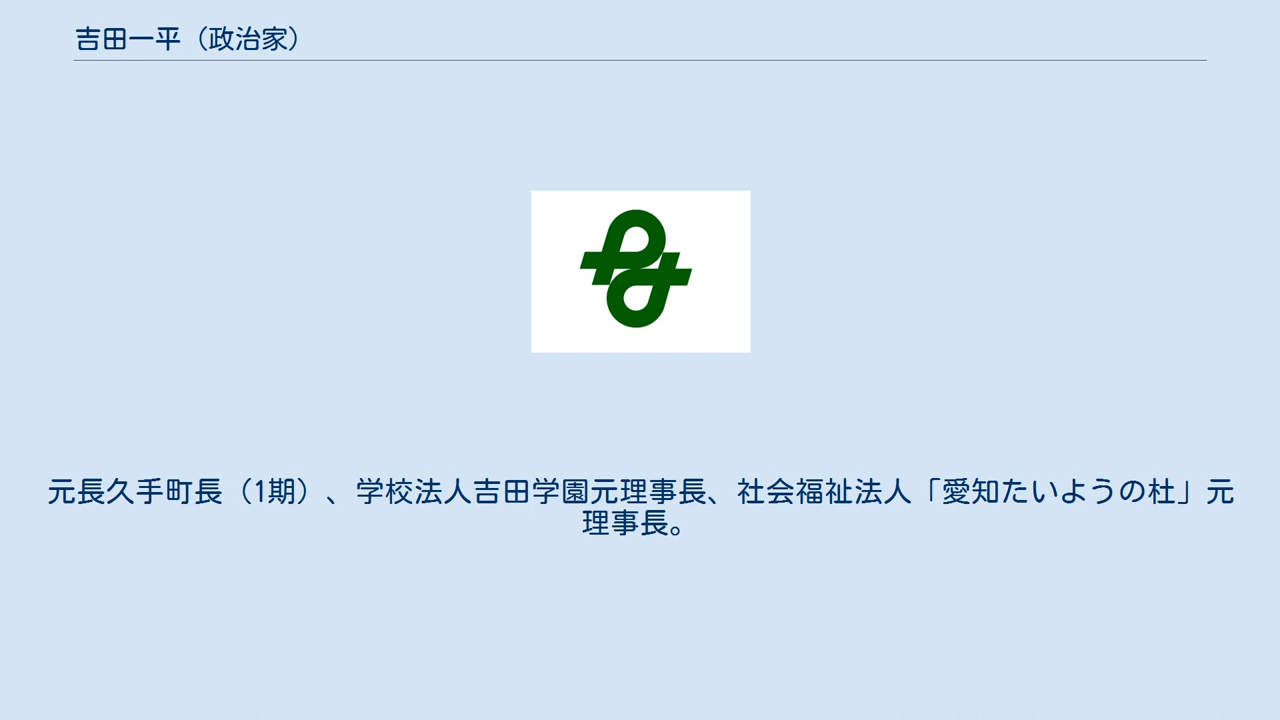 吉田一平（政治家）
元長久手町長（1期）、学校法人吉田学園元理事長、社会福祉法人「愛知たいようの杜」元
理事長。